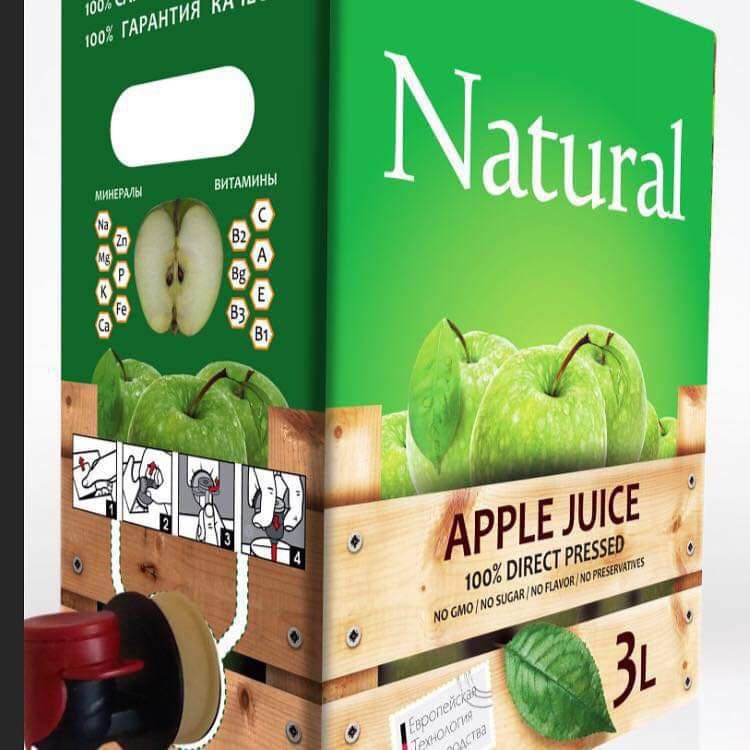 100%
100% ГАРАНТИЯ
МИНЕРАЛЫ
ВИТАМИНЫ
Na
Zn
Mg
P
K
Fe
Ca
C
B2
A
Bg
E
B3
B1
1
2
3
4
Natural
APPLE JUICE
100% DIRECT PRESSED
NO GMO / NO SUGAR / NO FLAVOR / NO PRESERVATIVES
3L
Европейская
Технология